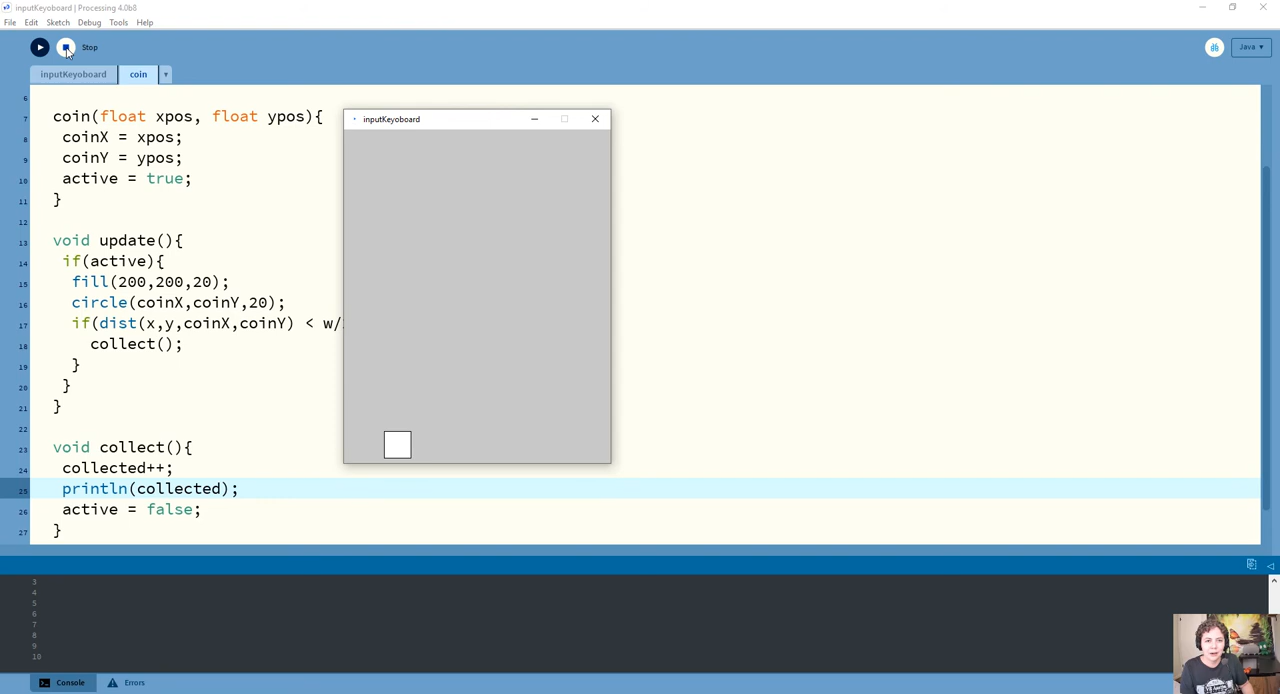 inputKeyoboard | Processing 4.0b8
File Edit Sketch Debug Tools Help
Stop
Java ▾
inputKeyoboard coin ▾
6
7 coin(float xpos, float ypos){
8 coinX = xpos;
9 coinY = ypos;
10 active = true;
11 }
12
13 void update(){
14 if(active){
15 fill(200,200,20);
16 circle(coinX,coinY,20);
17 if(dist(x,y,coinX,coinY) < w/
18 collect();
19 }
20 }
21 }
22
23 void collect(){
24 collected++;
25 println(collected);
26 active = false;
27 }
inputKeyoboard
3
4
5
6
7
8
9
10
Console Errors